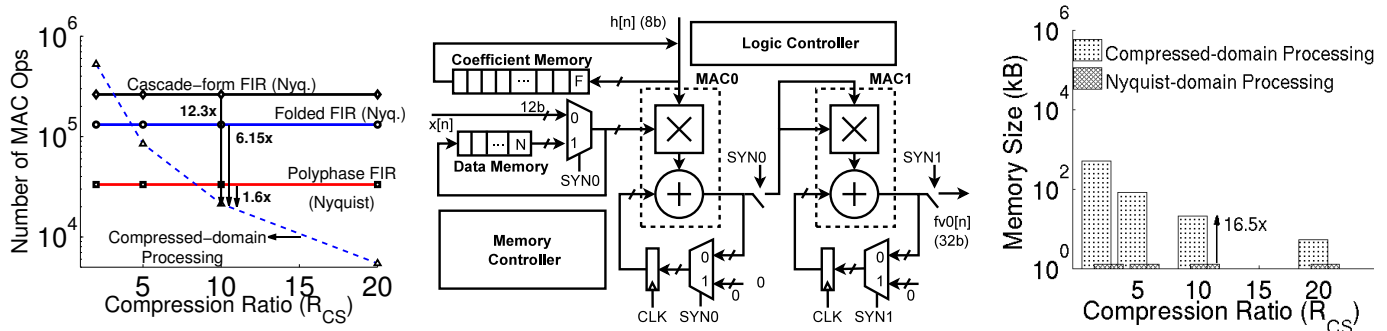 Number of MAC Ops
10^6
10^5
10^4
Cascade−form FIR (Nyq.)
12.3x
Folded FIR (Nyq.)
6.15x
Polyphase FIR
(Nyquist)
1.6x
Compressed−domain
Processing
5
10
15
20
Compression Ratio (R_CS)
h[n] (8b)
Logic Controller
Coefficient Memory
F
MAC0
MAC1
12b
x[n]
0
1
N
Data Memory
SYN0
SYN0
SYN1
fv0[n]
(32b)
Memory
Controller
0
1
0
0
0
1
0
CLK
SYN0
CLK
SYN1
Memory Size (kB)
10^6
10^4
10^2
10^0
Compressed-domain Processing
Nyquist-domain Processing
16.5x
5
10
15
20
Compression Ratio (R_CS)